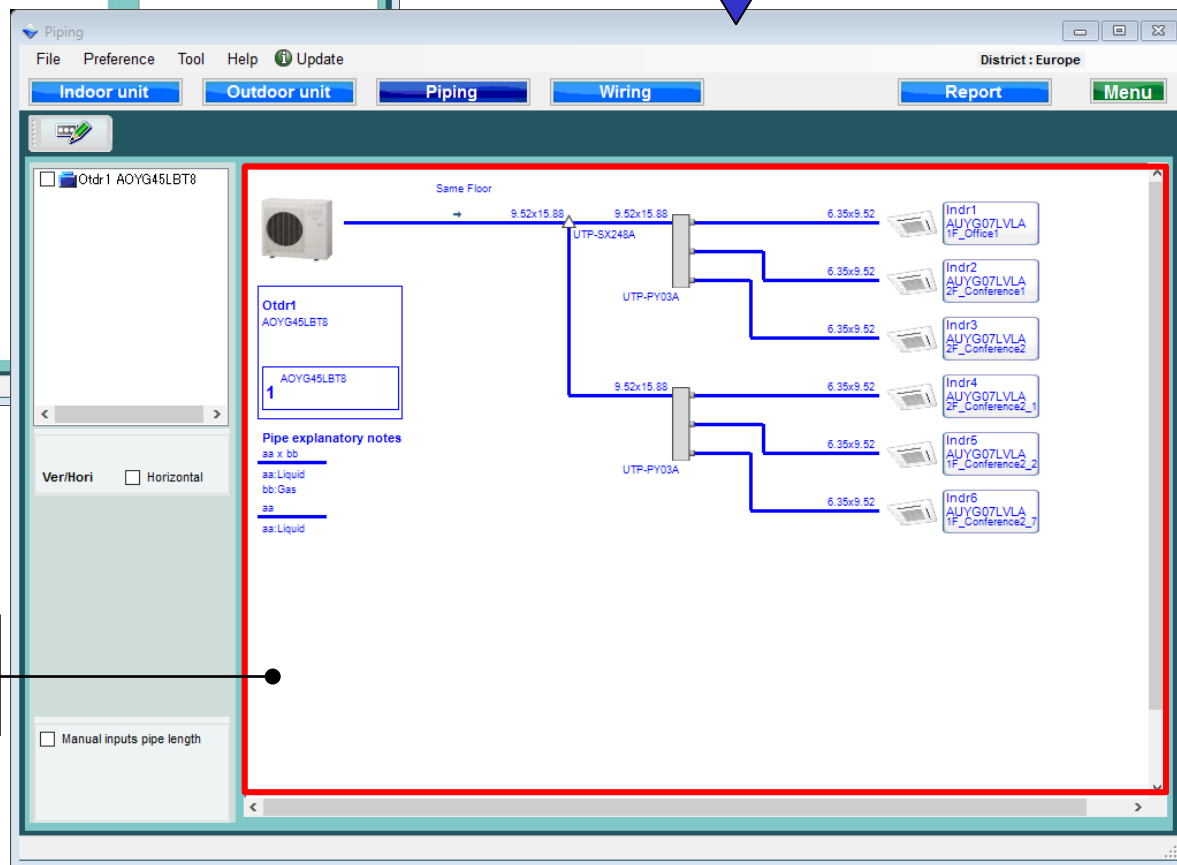 Piping
File Preference Tool Help Update
District : Europe
Indoor unit Outdoor unit Piping Wiring Report Menu
Otdr1 AOYG45LBT8
Ver/Hori Horizontal
Manual inputs pipe length
Same Floor
9.52x15.88 9.52x15.88 6.35x9.52
UTP-SX248A
UTP-PY03A
Indr1
AUYG07LVLA
1F_Office1
6.35x9.52
Indr2
AUYG07LVLA
2F_Conference1
6.35x9.52
Indr3
AUYG07LVLA
2F_Conference2
9.52x15.88 6.35x9.52
Indr4
AUYG07LVLA
2F_Conference2_1
6.35x9.52
UTP-PY03A
Indr5
AUYG07LVLA
1F_Conference2_2
6.35x9.52
Indr6
AUYG07LVLA
1F_Conference2_7
Otdr1
AOYG45LBT8
AOYG45LBT8
1
Pipe explanatory notes
aa x bb
aa:Liquid
bb:Gas
aa
aa:Liquid